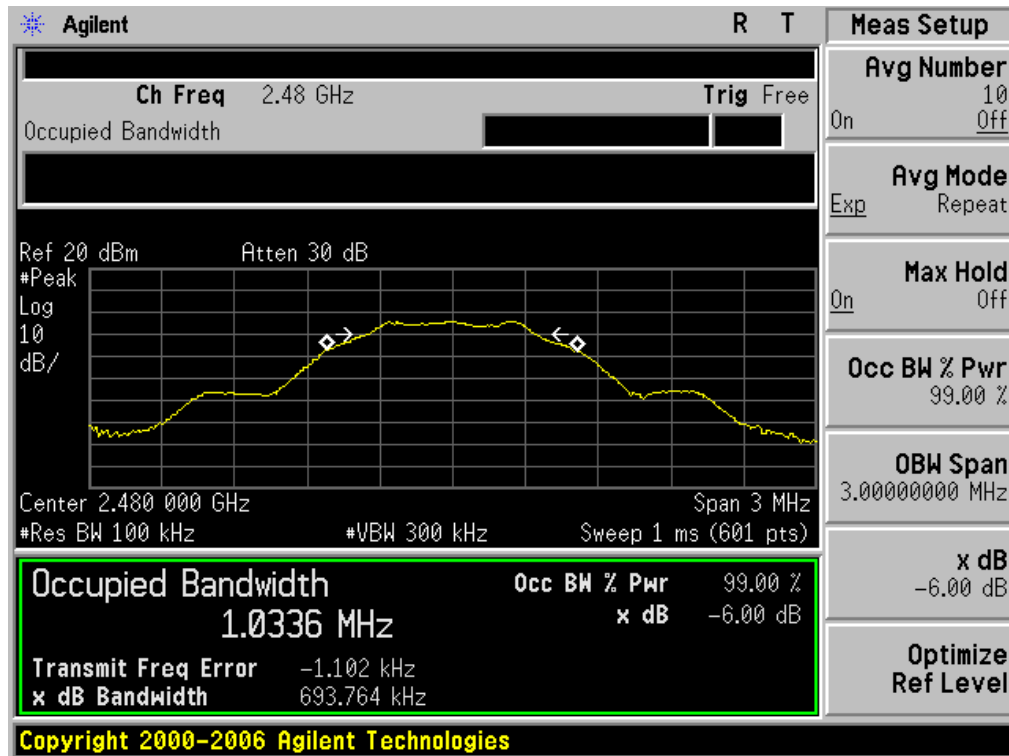 Agilent R T
Ch Freq 2.48 GHz Trig Free
Occupied Bandwidth
Ref 20 dBm Atten 30 dB
#Peak
Log
10
dB/
Center 2.480 000 GHz Span 3 MHz
#Res BW 100 kHz #VBW 300 kHz Sweep 1 ms (601 pts)
Occupied Bandwidth Occ BW % Pwr 99.00 %
1.0336 MHz x dB -6.00 dB
Transmit Freq Error -1.102 kHz
x dB Bandwidth 693.764 kHz
Copyright 2000-2006 Agilent Technologies
Meas Setup
Avg Number
10
On Off
Avg Mode
Exp Repeat
Max Hold
On Off
Occ BW % Pwr
99.00 %
OBW Span
3.00000000 MHz
x dB
-6.00 dB
Optimize
Ref Level